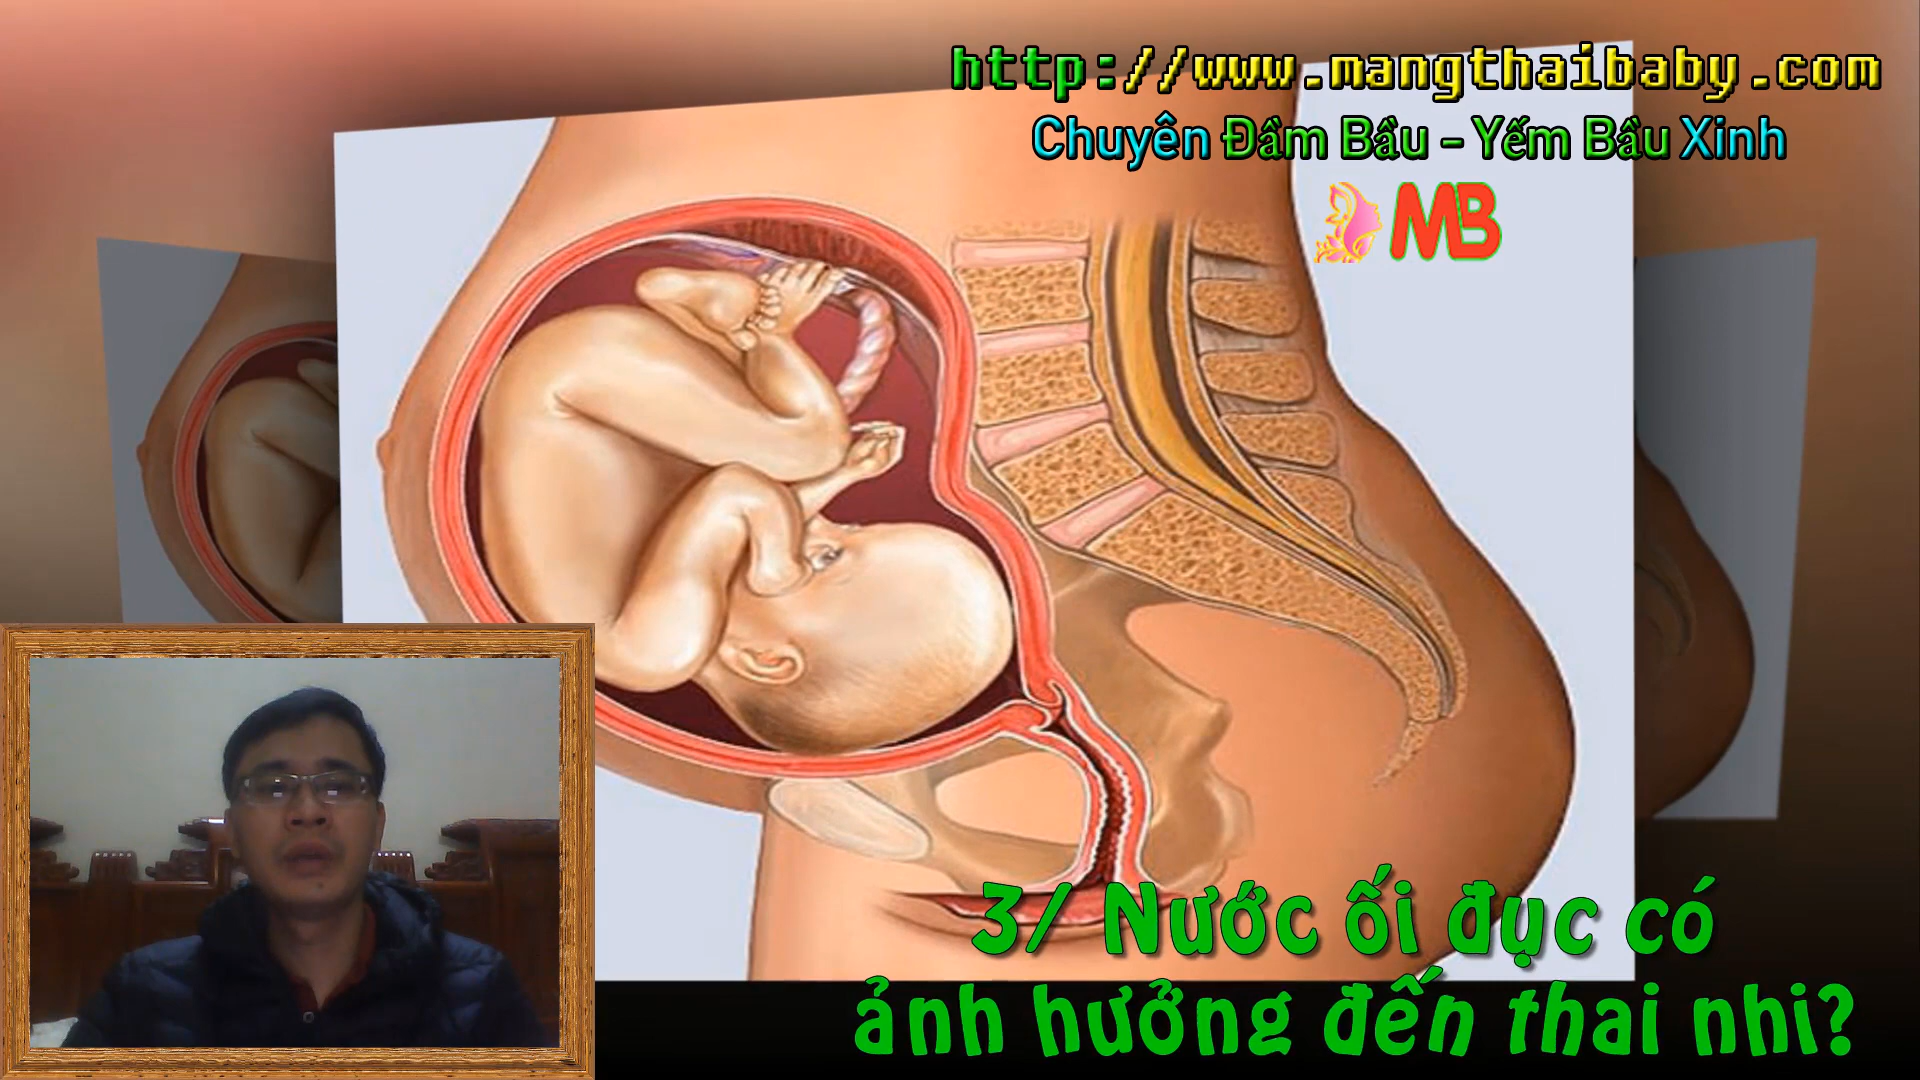 http://www.mangthaibaby.com
Chuyên Đầm Bầu - Yếm Bầu Xinh
MB
3/ Nước ối đục có
ảnh hưởng đến thai nhi?